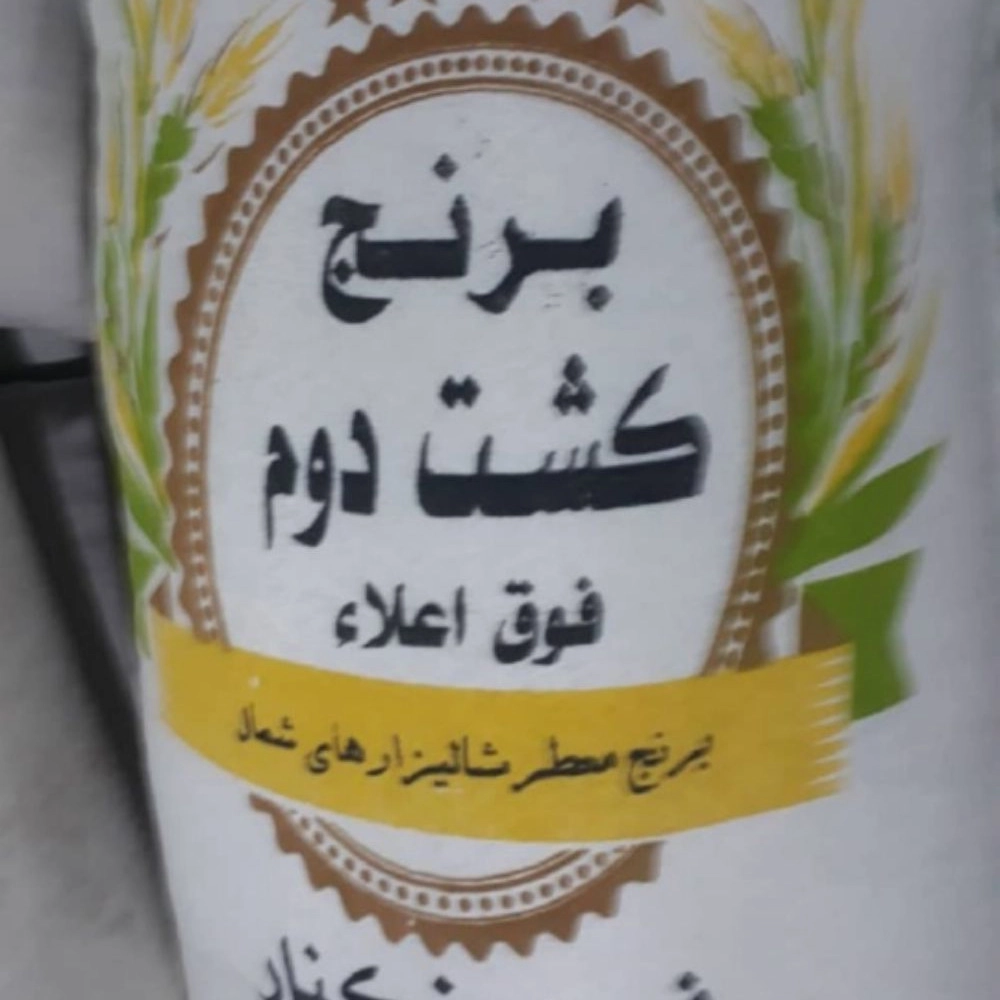 برنج
کشت دوم
فوق اعلاء
برنج معطر شالیزارهای شمال